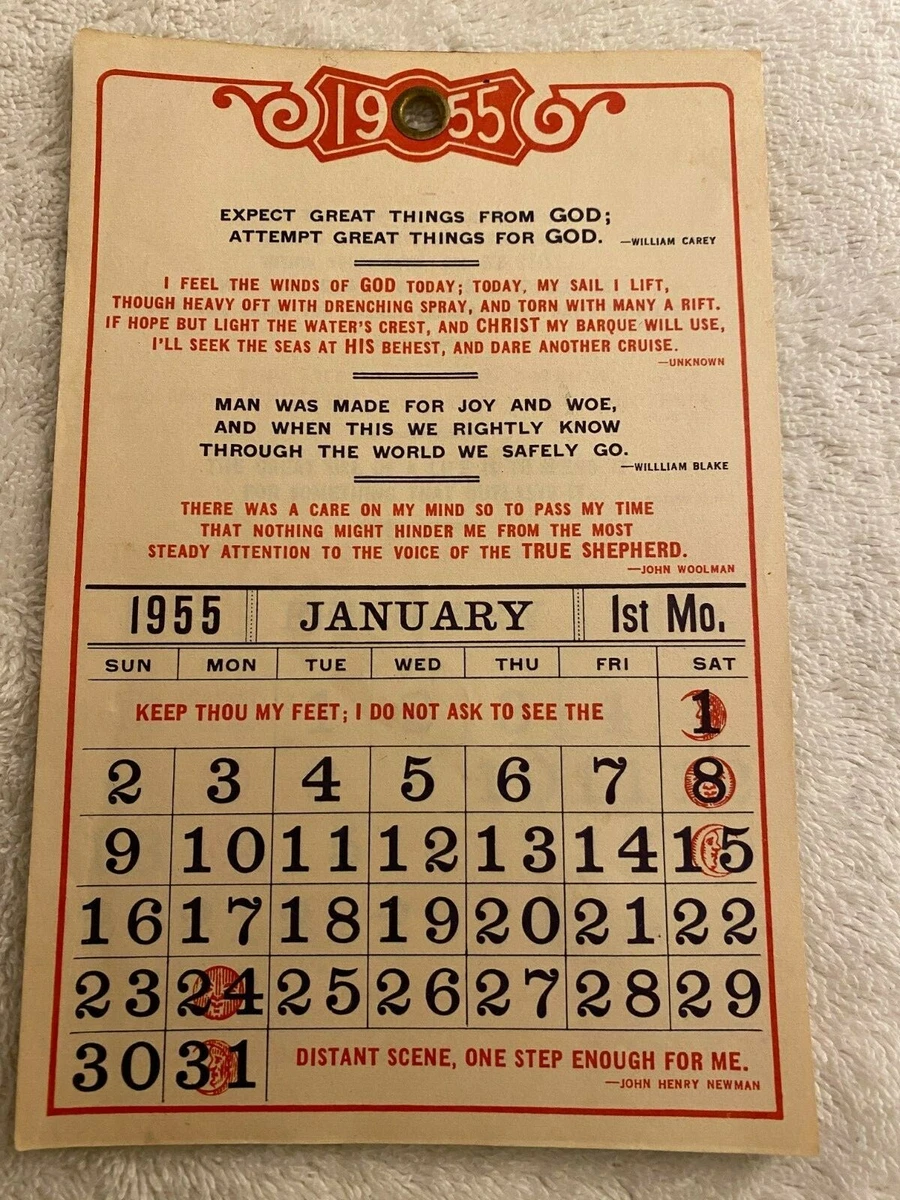 1955
EXPECT GREAT THINGS FROM GOD;
ATTEMPT GREAT THINGS FOR GOD. —WILLIAM CAREY
I FEEL THE WINDS OF GOD TODAY; TODAY, MY SAIL I LIFT,
THOUGH HEAVY OFT WITH DRENCHING SPRAY, AND TORN WITH MANY A RIFT.
IF HOPE BUT LIGHT THE WATER'S CREST, AND CHRIST MY BARQUE WILL USE,
I'LL SEEK THE SEAS AT HIS BEHEST, AND DARE ANOTHER CRUISE.
—UNKNOWN
MAN WAS MADE FOR JOY AND WOE,
AND WHEN THIS WE RIGHTLY KNOW
THROUGH THE WORLD WE SAFELY GO.
—WILLLIAM BLAKE
THERE WAS A CARE ON MY MIND SO TO PASS MY TIME
THAT NOTHING MIGHT HINDER ME FROM THE MOST
STEADY ATTENTION TO THE VOICE OF THE TRUE SHEPHERD.
—JOHN WOOLMAN
1955 JANUARY 1st Mo.
SUN MON TUE WED THU FRI SAT
KEEP THOU MY FEET; I DO NOT ASK TO SEE THE 1
2 3 4 5 6 7 8
9 10 11 12 13 14 15
16 17 18 19 20 21 22
23 24 25 26 27 28 29
30 31 DISTANT SCENE, ONE STEP ENOUGH FOR ME.
—JOHN HENRY NEWMAN